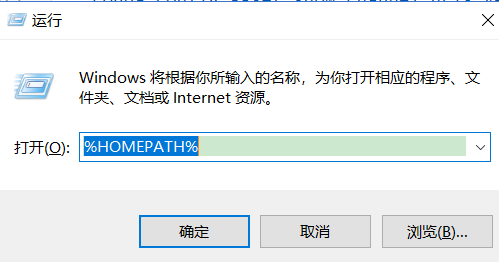 运行
Windows 将根据你所输入的名称，为你打开相应的程序、文
件夹、文档或 Internet 资源。
打开(O): %HOMEPATH%
确定 取消 浏览(B)...